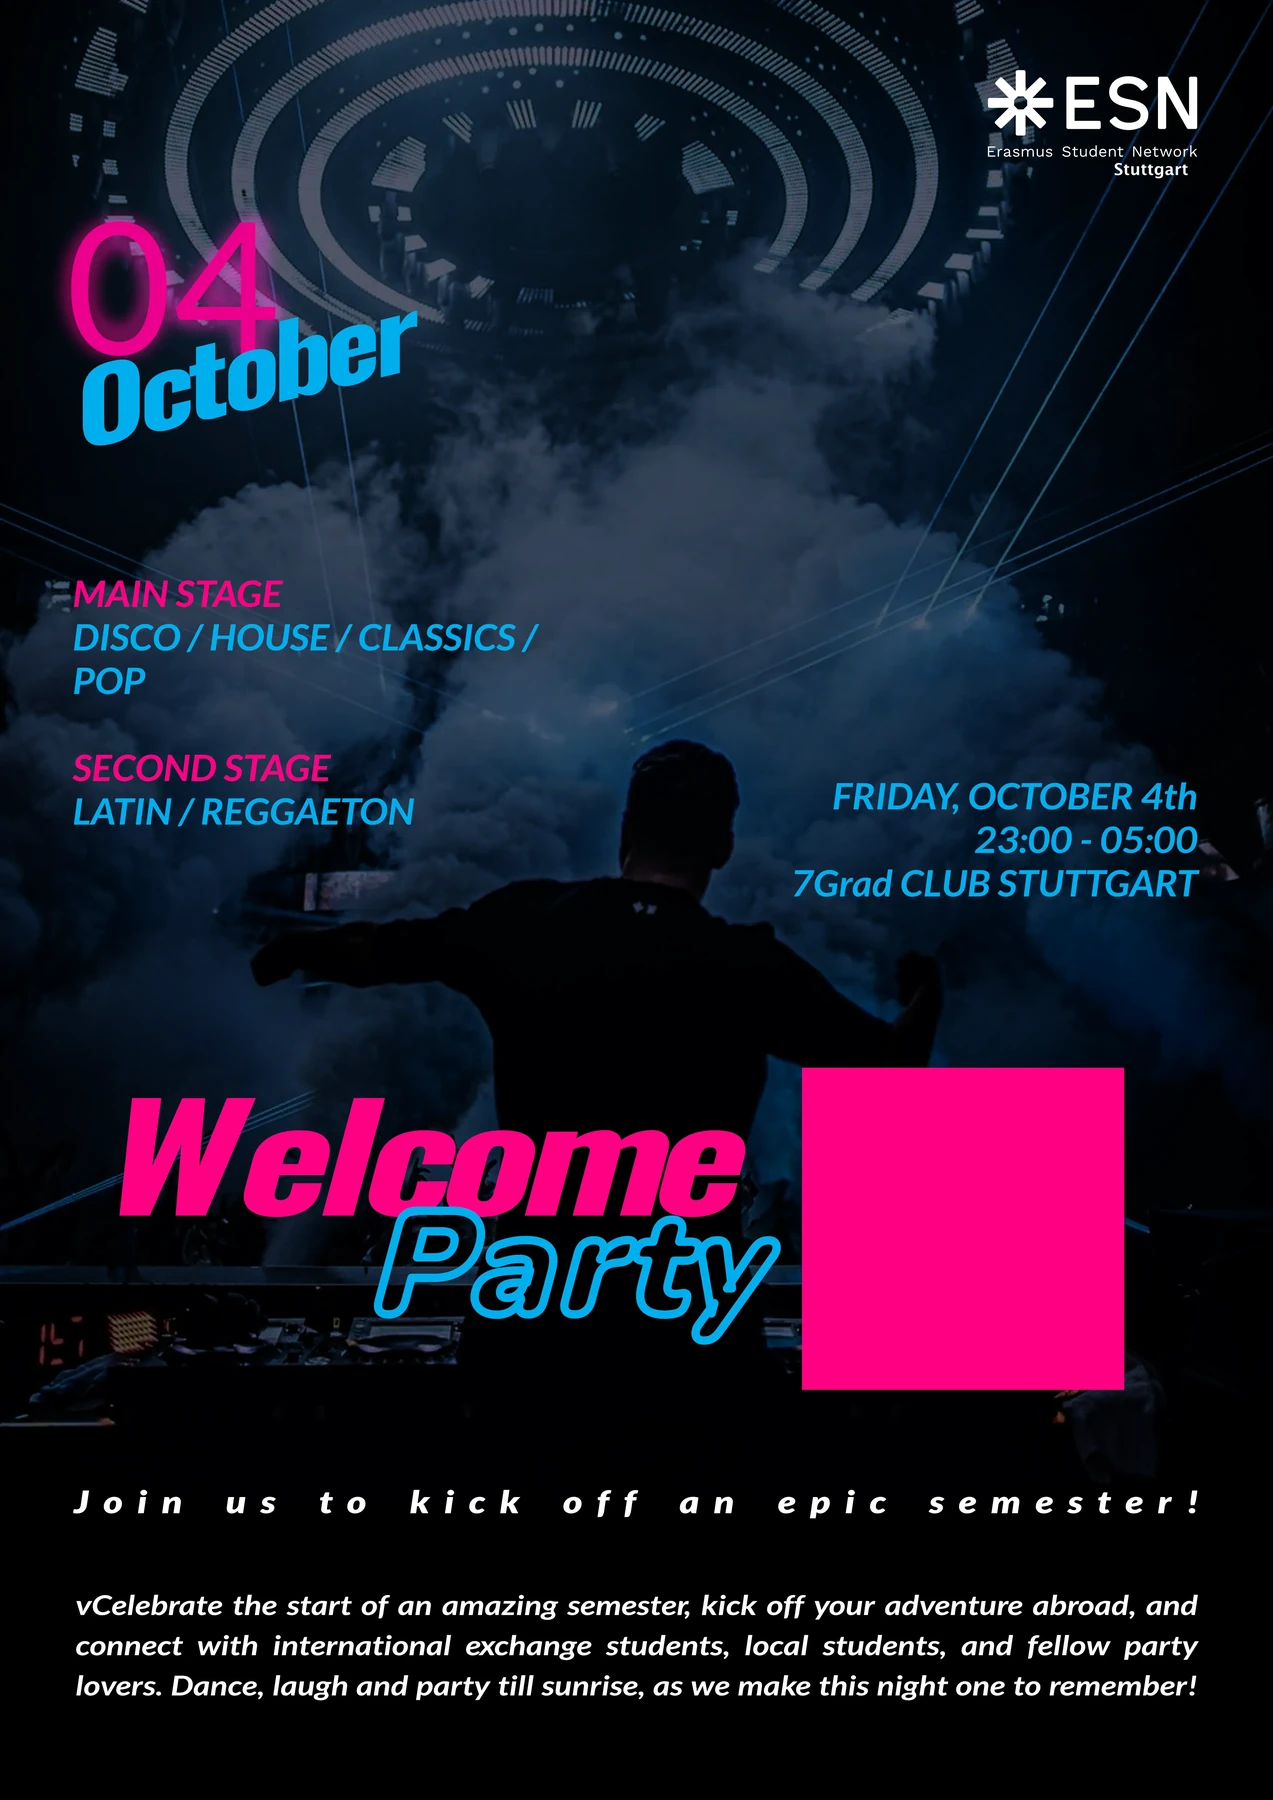 ESN
Erasmus Student Network
Stuttgart
04
October
MAIN STAGE
DISCO / HOUSE / CLASSICS /
POP
SECOND STAGE
LATIN / REGGAETON
FRIDAY, OCTOBER 4th
23:00 - 05:00
7Grad CLUB STUTTGART
Welcome
Party
Join us to kick off an epic semester!
vCelebrate the start of an amazing semester, kick off your adventure abroad, and
connect with international exchange students, local students, and fellow party
lovers. Dance, laugh and party till sunrise, as we make this night one to remember!